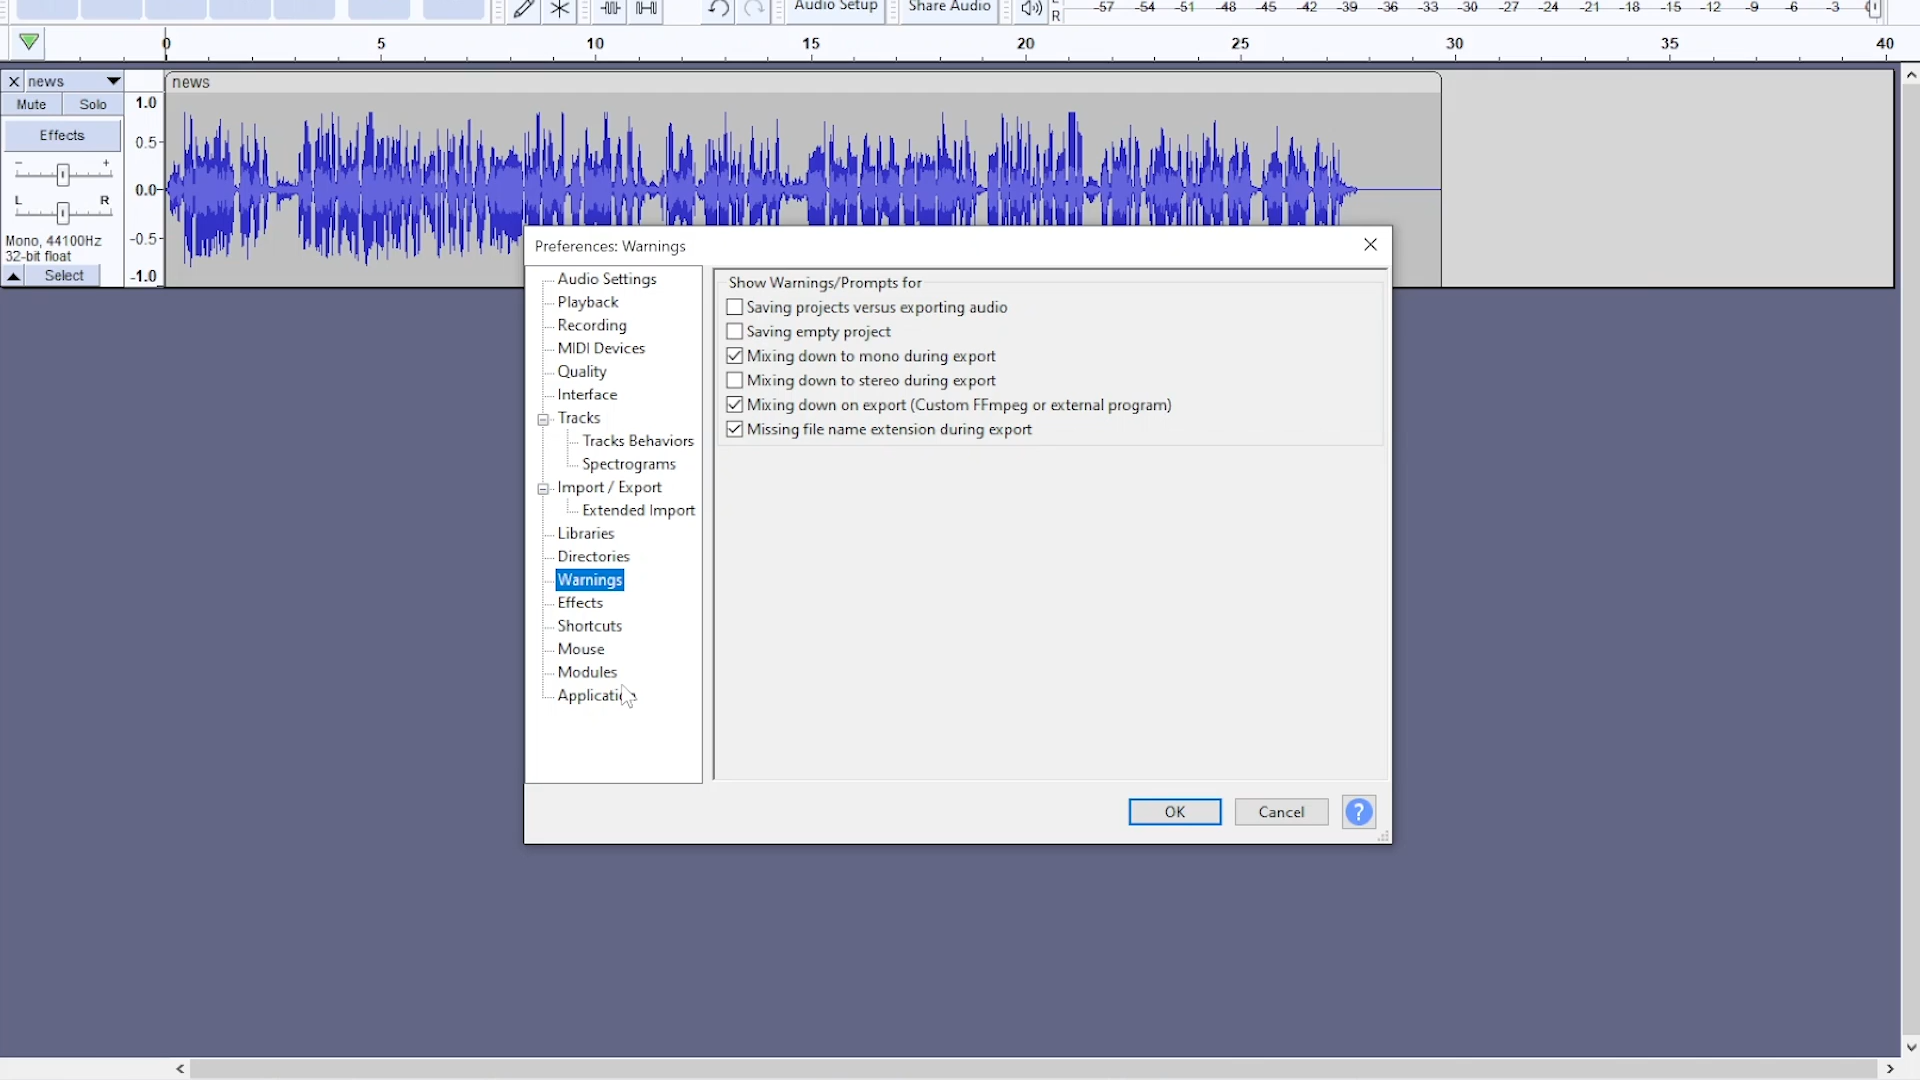 Audio Setup Share Audio
R -57 -54 -51 -48 -45 -42 -39 -36 -33 -30 -27 -24 -21 -18 -15 -12 -9 -6 -3
0 5 10 15 20 25 30 35 40
news
news
Mute Solo
Effects
- +
L R
Mono, 44100Hz
32-bit float
Select
1.0
0.5
0.0
-0.5
-1.0
Preferences: Warnings
Audio Settings
Playback
Recording
MIDI Devices
Quality
Interface
Tracks
Tracks Behaviors
Spectrograms
Import / Export
Extended Import
Libraries
Directories
Warnings
Effects
Shortcuts
Mouse
Modules
Application
Show Warnings/Prompts for
Saving projects versus exporting audio
Saving empty project
Mixing down to mono during export
Mixing down to stereo during export
Mixing down on export (Custom FFmpeg or external program)
Missing file name extension during export
OK Cancel ?